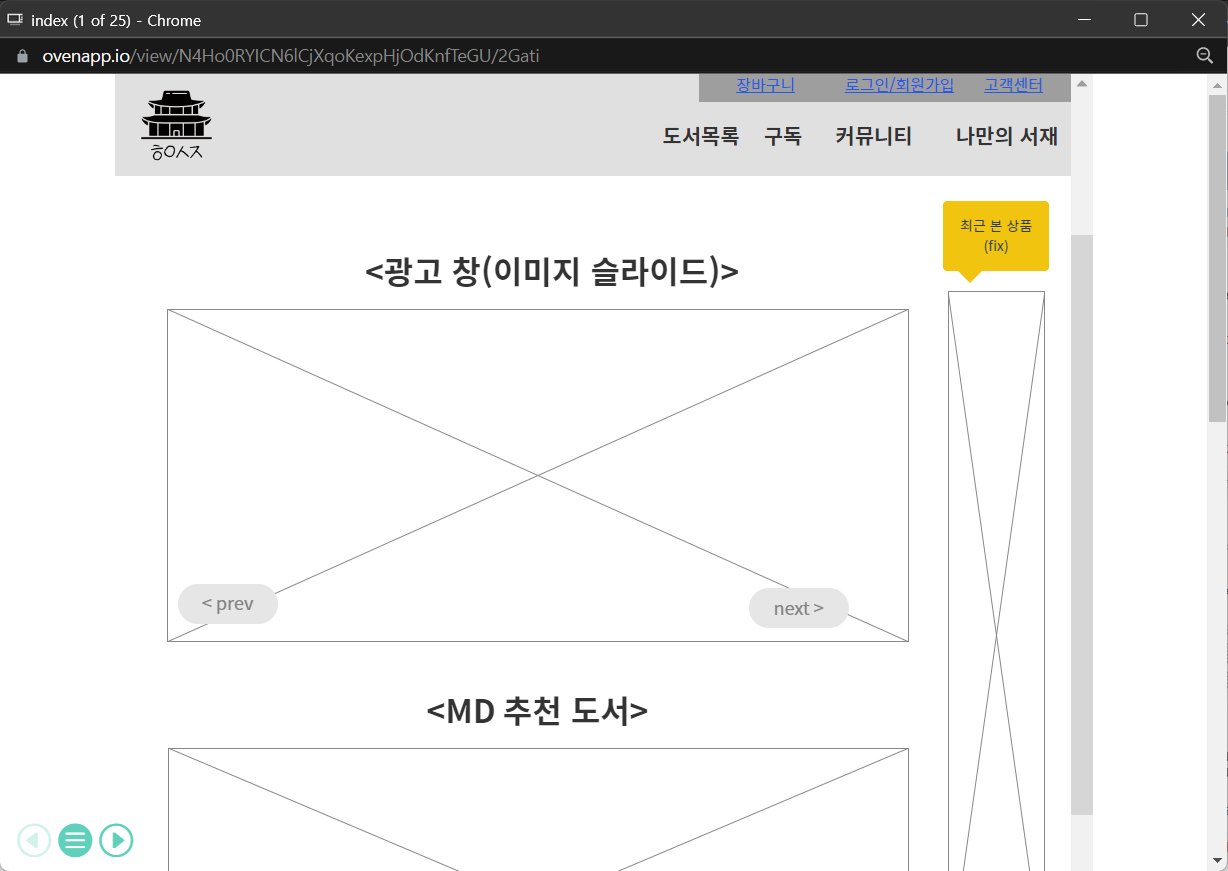 index (1 of 25) - Chrome
ovenapp.io/view/N4Ho0RYICN6lCjXqoKexpHjOdKnfTeGU/2Gati
장바구니 로그인/회원가입 고객센터
도서목록 구독 커뮤니티 나만의 서재
최근 본 상품
(fix)
<광고 창(이미지 슬라이드)>
< prev
next >
<MD 추천 도서>